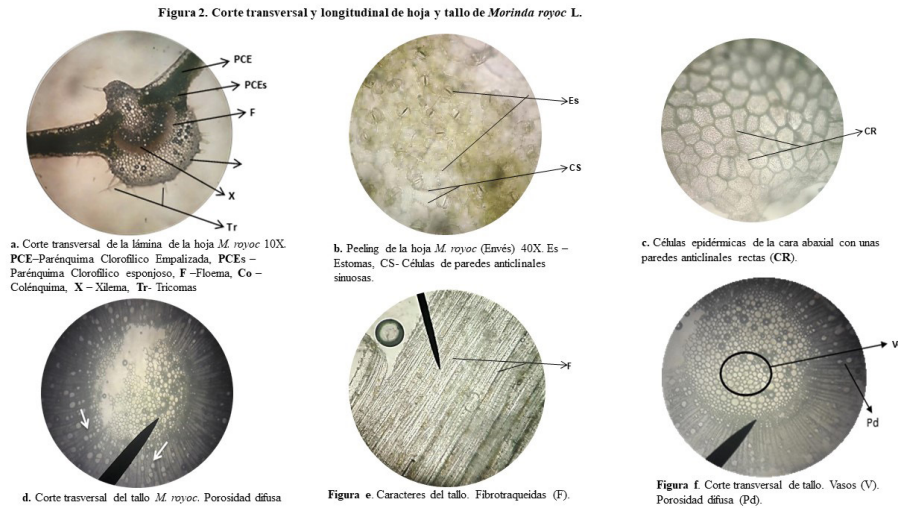 Figura 2. Corte transversal y longitudinal de hoja y tallo de Morinda royoc L.
PCE
PCEs
F
X
Tr
a. Corte transversal de la lámina de la hoja M. royoc 10X.
PCE–Parénquima Clorofílico Empalizada, PCEs –
Parénquima Clorofílico esponjoso, F –Floema, Co –
Colénquima, X – Xilema, Tr- Tricomas
Es
CS
b. Peeling de la hoja M. royoc (Envés) 40X. Es –
Estomas, CS- Células de paredes anticlinales
sinuosas.
CR
c. Células epidérmicas de la cara abaxial con unas
paredes anticlinales rectas (CR).
d. Corte trasversal del tallo M. royoc. Porosidad difusa
F
Figura e. Caracteres del tallo. Fibrotraqueidas (F).
V
Pd
Figura f. Corte transversal de tallo. Vasos (V).
Porosidad difusa (Pd).